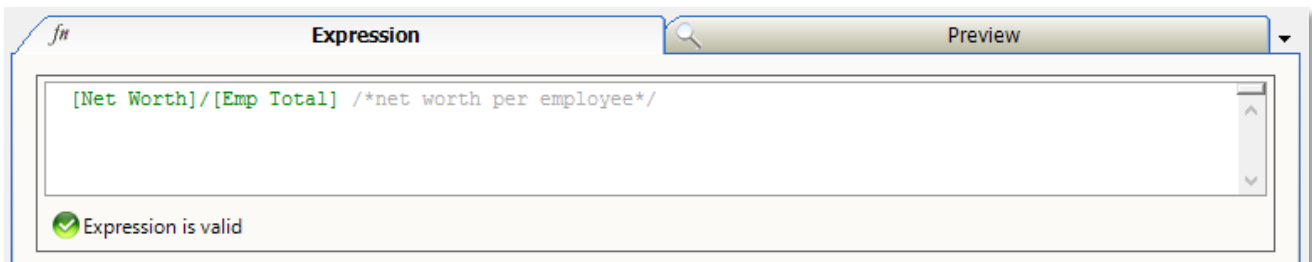 fn Expression Preview
[Net Worth]/[Emp Total] /*net worth per employee*/
Expression is valid